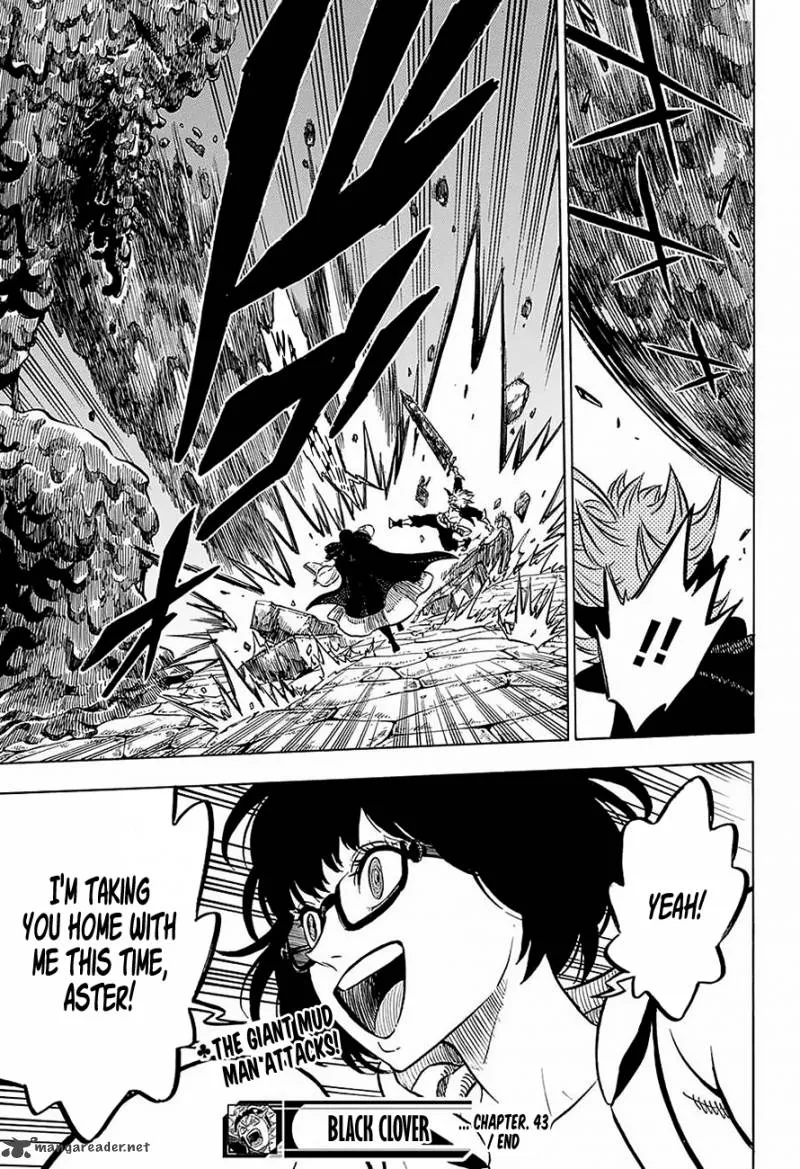 !!
YEAH!
I'M TAKING
YOU HOME WITH
ME THIS TIME,
ASTER!
♣THE GIANT MUD
MAN ATTACKS!
BLACK CLOVER
... CHAPTER. 43
/ END
mangareader.net